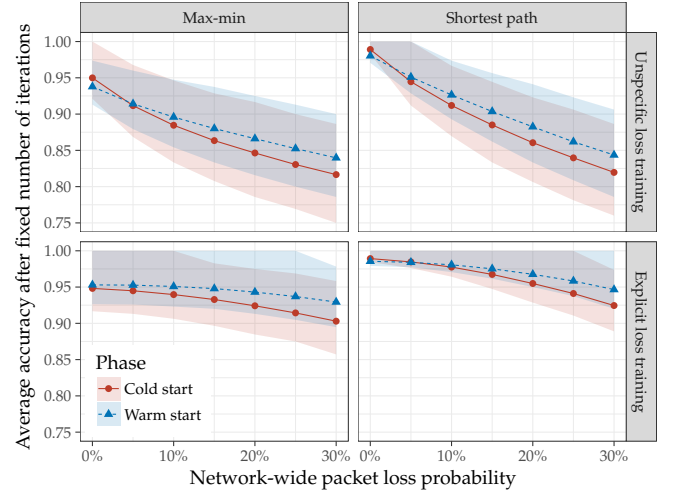 Max-min
Shortest path
Average accuracy after fixed number of iterations
1.00
0.95
0.90
0.85
0.80
0.75
Unspecific loss training
1.00
0.95
0.90
0.85
0.80
0.75
Explicit loss training
Phase
Cold start
Warm start
0%
10%
20%
30%
0%
10%
20%
30%
Network-wide packet loss probability